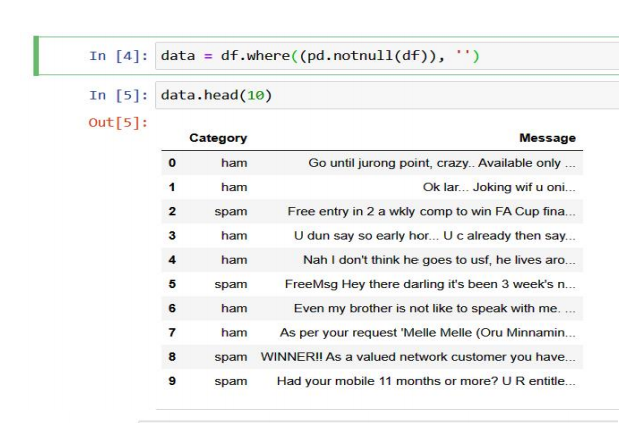 In [4]: data = df.where((pd.notnull(df)), '')
In [5]: data.head(10)
Out[5]:
Category Message
0 ham Go until jurong point, crazy.. Available only ...
1 ham Ok lar... Joking wif u oni...
2 spam Free entry in 2 a wkly comp to win FA Cup fina...
3 ham U dun say so early hor... U c already then say...
4 ham Nah I don't think he goes to usf, he lives aro...
5 spam FreeMsg Hey there darling it's been 3 week's n...
6 ham Even my brother is not like to speak with me. ...
7 ham As per your request 'Melle Melle (Oru Minnamin...
8 spam WINNER!! As a valued network customer you have...
9 spam Had your mobile 11 months or more? U R entitle...